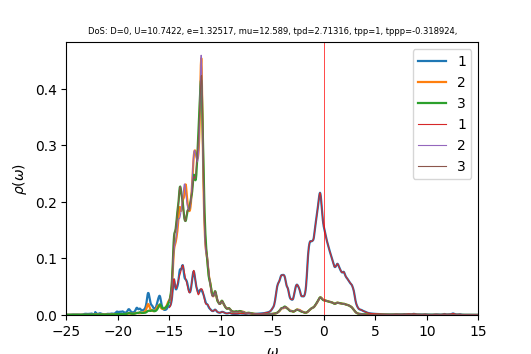 DoS: D=0, U=10.7422, e=1.32517, mu=12.589, tpd=2.71316, tpp=1, tppp=-0.318924,
1
2
3
1
2
3
0.4
0.3
0.2
0.1
0.0
ρ(ω)
−25 −20 −15 −10 −5 0 5 10 15
ω